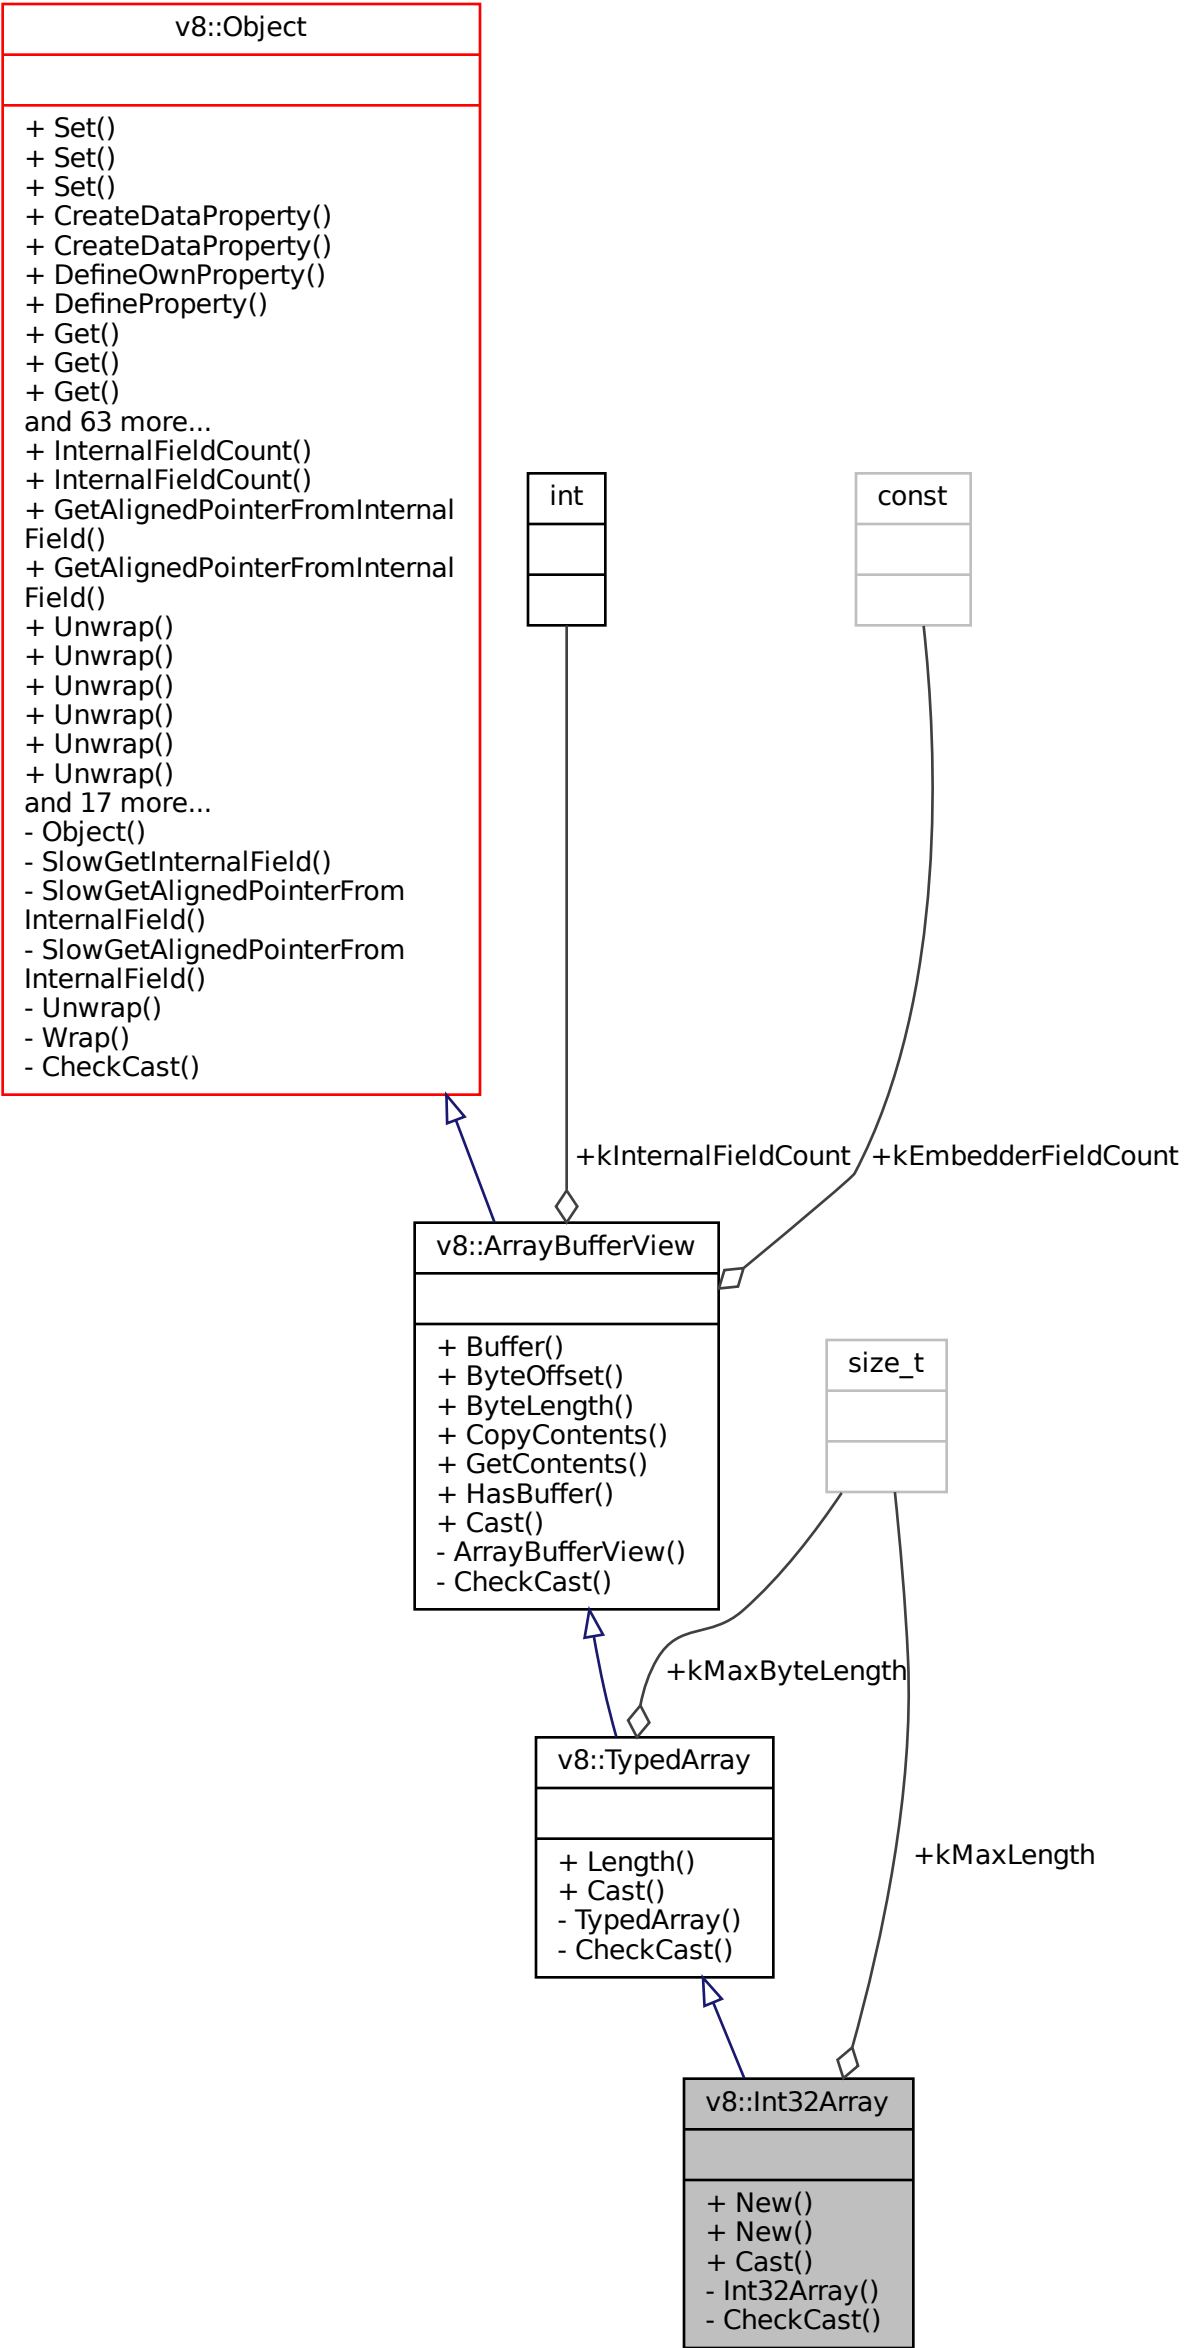 v8::Object
+ Set()
+ Set()
+ Set()
+ CreateDataProperty()
+ CreateDataProperty()
+ DefineOwnProperty()
+ DefineProperty()
+ Get()
+ Get()
+ Get()
and 63 more...
+ InternalFieldCount()
+ InternalFieldCount()
+ GetAlignedPointerFromInternal
Field()
+ GetAlignedPointerFromInternal
Field()
+ Unwrap()
+ Unwrap()
+ Unwrap()
+ Unwrap()
+ Unwrap()
+ Unwrap()
and 17 more...
- Object()
- SlowGetInternalField()
- SlowGetAlignedPointerFrom
InternalField()
- SlowGetAlignedPointerFrom
InternalField()
- Unwrap()
- Wrap()
- CheckCast()
int
const
+kInternalFieldCount
+kEmbedderFieldCount
v8::ArrayBufferView
+ Buffer()
+ ByteOffset()
+ ByteLength()
+ CopyContents()
+ GetContents()
+ HasBuffer()
+ Cast()
- ArrayBufferView()
- CheckCast()
size_t
+kMaxByteLength
v8::TypedArray
+ Length()
+ Cast()
- TypedArray()
- CheckCast()
+kMaxLength
v8::Int32Array
+ New()
+ New()
+ Cast()
- Int32Array()
- CheckCast()